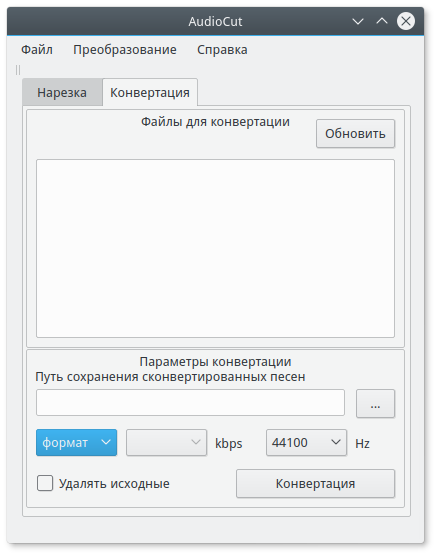 AudioCut
Файл Преобразование Справка
Нарезка Конвертация
Файлы для конвертации
Обновить
Параметры конвертации
Путь сохранения сконвертированных песен
...
формат kbps 44100 Hz
Удалять исходные Конвертация